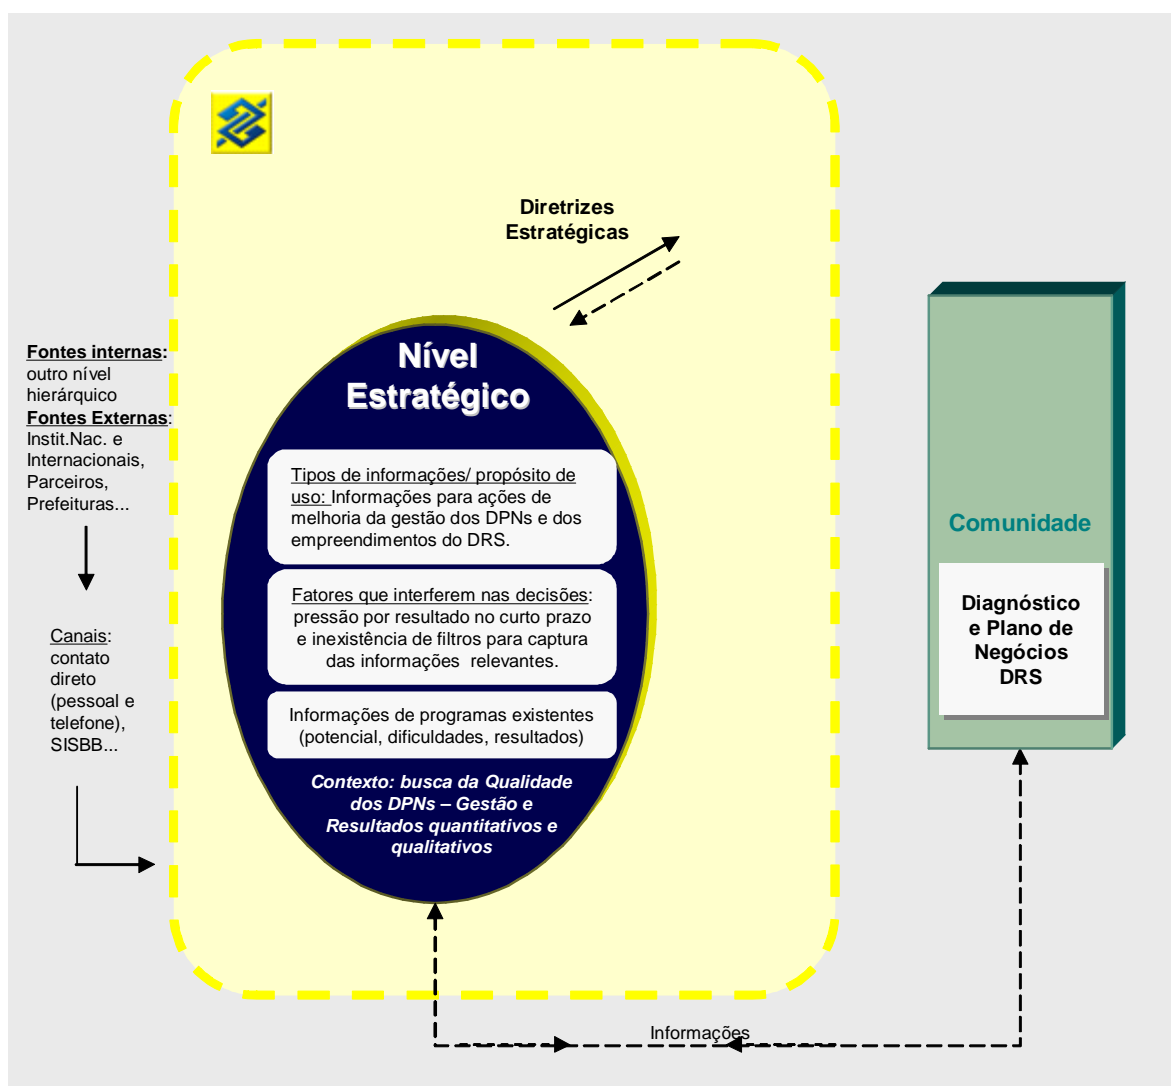 Diretrizes
Estratégicas
Fontes internas:
outro nível
hierárquico
Fontes Externas:
Instit.Nac. e
Internacionais,
Parceiros,
Prefeituras...
Canais:
contato
direto
(pessoal e
telefone),
SISBB...
Nível
Estratégico
Tipos de informações/ propósito de
uso: Informações para ações de
melhoria da gestão dos DPNs e dos
empreendimentos do DRS.
Fatores que interferem nas decisões:
pressão por resultado no curto prazo
e inexistência de filtros para captura
das informações relevantes.
Informações de programas existentes
(potencial, dificuldades, resultados)
Contexto: busca da Qualidade
dos DPNs – Gestão e
Resultados quantitativos e
qualitativos
Comunidade
Diagnóstico
e Plano de
Negócios
DRS
Informações